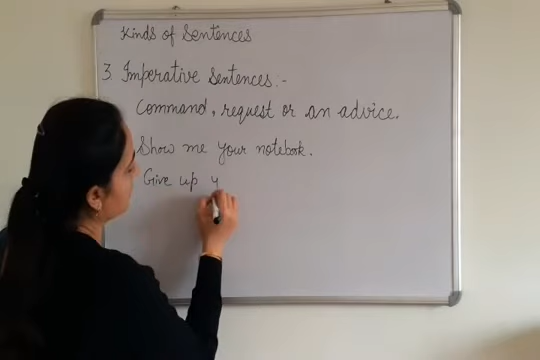 Kinds of Sentences
3. Imperative Sentences:-
Command, request or an advice.
Show me your notebook.
Give up y